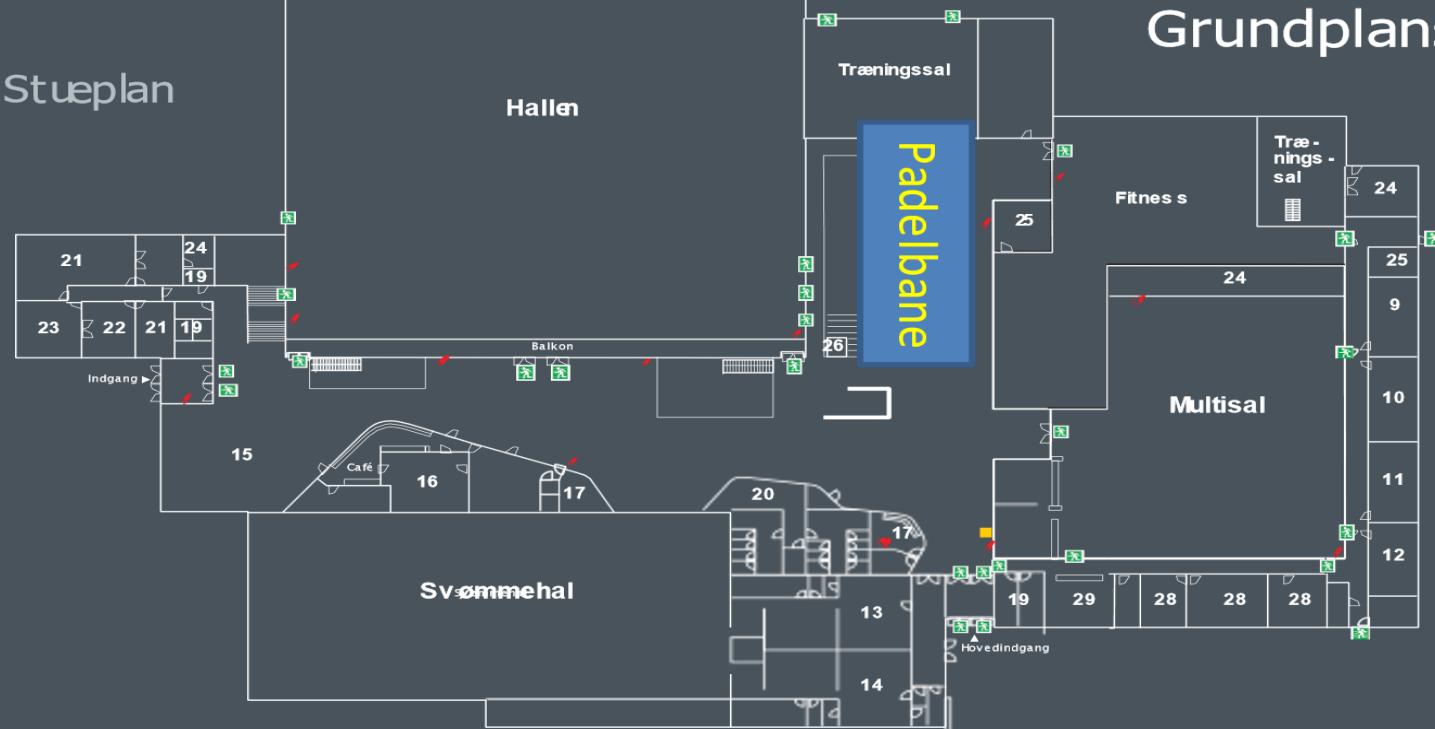 Grundplans
Stueplan
Træningssal
Hallen
Padelbane
Træ-
nings-
sal
Fitness
24
25
21
24
19
25
24
9
23
22
21
19
26
Balkon
Indgang
10
Multisal
15
Café
16
17
20
11
17
12
Svømmehal
13
19
29
28
28
28
Hovedindgang
14